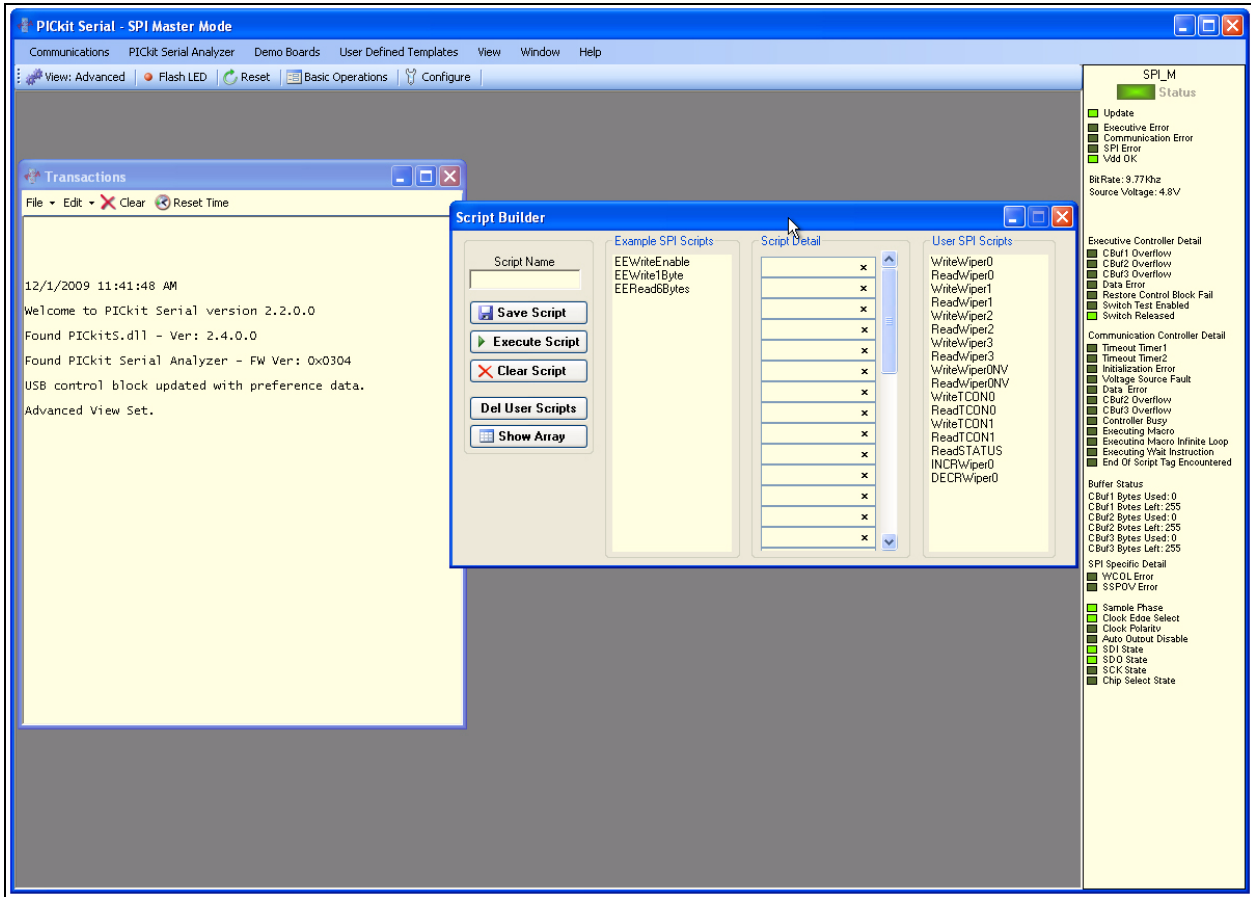 PICkit Serial - SPI Master Mode
Communications PICkit Serial Analyzer Demo Boards User Defined Templates View Window Help
View: Advanced Flash LED Reset Basic Operations Configure
Transactions
File Edit Clear Reset Time
12/1/2009 11:41:48 AM
Welcome to PICkit Serial version 2.2.0.0
Found PICkitS.dll - Ver: 2.4.0.0
Found PICkit Serial Analyzer - FW Ver: 0x0304
USB control block updated with preference data.
Advanced View Set.
Script Builder
Script Name
Save Script
Execute Script
Clear Script
Del User Scripts
Show Array
Example SPI Scripts
EEWriteEnable
EEWrite1Byte
EERead6Bytes
Script Detail
User SPI Scripts
WriteWiper0
ReadWiper0
WriteWiper1
ReadWiper1
WriteWiper2
ReadWiper2
WriteWiper3
ReadWiper3
WriteWiper0NV
ReadWiper0NV
WriteTCON0
ReadTCON0
WriteTCON1
ReadTCON1
ReadSTATUS
INCRWiper0
DECRWiper0
SPI_M
Status
Update
Executive Error
Communication Error
SPI Error
Vdd OK
BitRate: 9.77Khz
Source Voltage: 4.8V
Executive Controller Detail
CBuf1 Overflow
CBuf2 Overflow
CBuf3 Overflow
Data Error
Restore Control Block Fail
Switch Test Enabled
Switch Released
Communication Controller Detail
Timeout Timer1
Timeout Timer2
Initialization Error
Voltage Source Fault
Data Error
CBuf2 Overflow
CBuf3 Overflow
Controller Busy
Executing Macro
Executing Macro Infinite Loop
Executing Wait Instruction
End Of Script Tag Encountered
Buffer Status
CBuf1 Bytes Used: 0
CBuf1 Bytes Left: 255
CBuf2 Bytes Used: 0
CBuf2 Bytes Left: 255
CBuf3 Bytes Used: 0
CBuf3 Bytes Left: 255
SPI Specific Detail
WCOL Error
SSPOV Error
Sample Phase
Clock Edge Select
Clock Polarity
Auto Output Disable
SDI State
SDO State
SCK State
Chip Select State